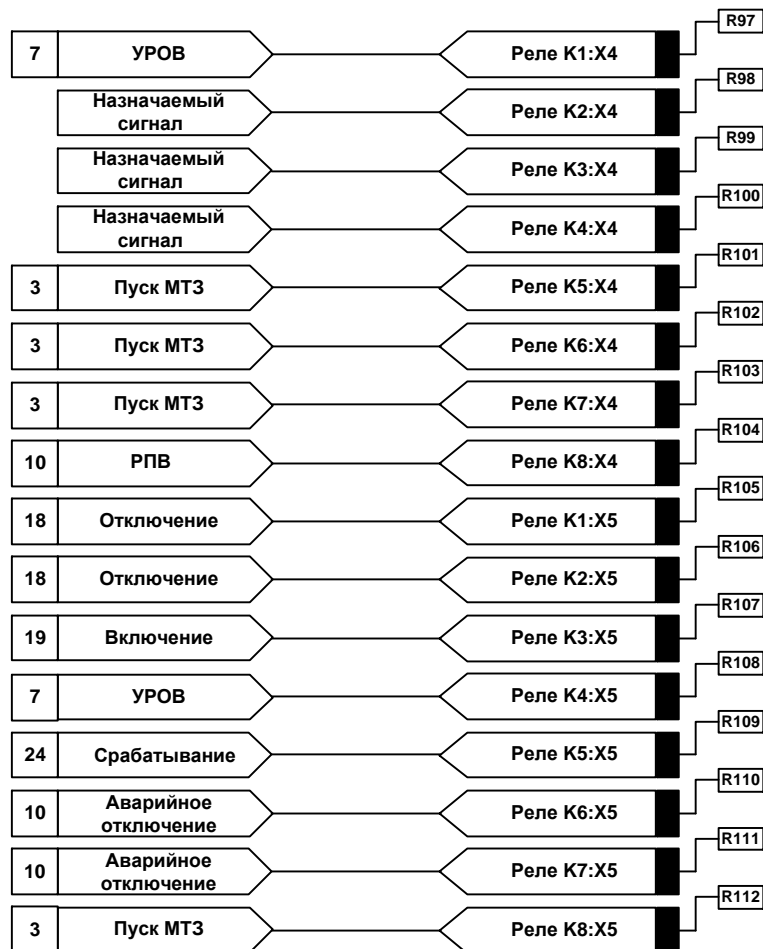 R97
7 УРОВ Реле K1:X4
R98
Назначаемый
сигнал
Реле K2:X4
R99
Назначаемый
сигнал
Реле K3:X4
R100
Назначаемый
сигнал
Реле K4:X4
R101
3 Пуск МТЗ Реле K5:X4
R102
3 Пуск МТЗ Реле K6:X4
R103
3 Пуск МТЗ Реле K7:X4
R104
10 РПВ Реле K8:X4
R105
18 Отключение Реле K1:X5
R106
18 Отключение Реле K2:X5
R107
19 Включение Реле K3:X5
R108
7 УРОВ Реле K4:X5
R109
24 Срабатывание Реле K5:X5
R110
10 Аварийное
отключение
Реле K6:X5
R111
10 Аварийное
отключение
Реле K7:X5
R112
3 Пуск МТЗ Реле K8:X5